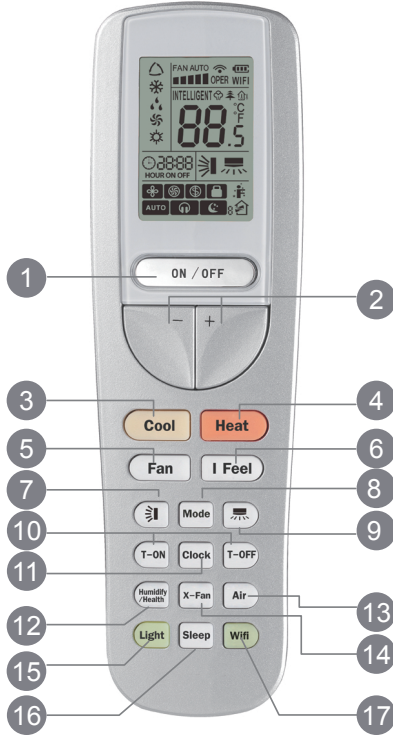 FAN AUTO
OPER WIFI
INTELLIGENT
88.5 °C °F
88:88
HOUR ON OFF
AUTO
8
1
ON / OFF
2
− +
3
4
Cool Heat
5
6
Fan I Feel
7
8
Mode
9
10
T-ON Clock T-OFF
11
12
Humidify /Health X-Fan Air
13
14
Light Sleep Wifi
15
16
17